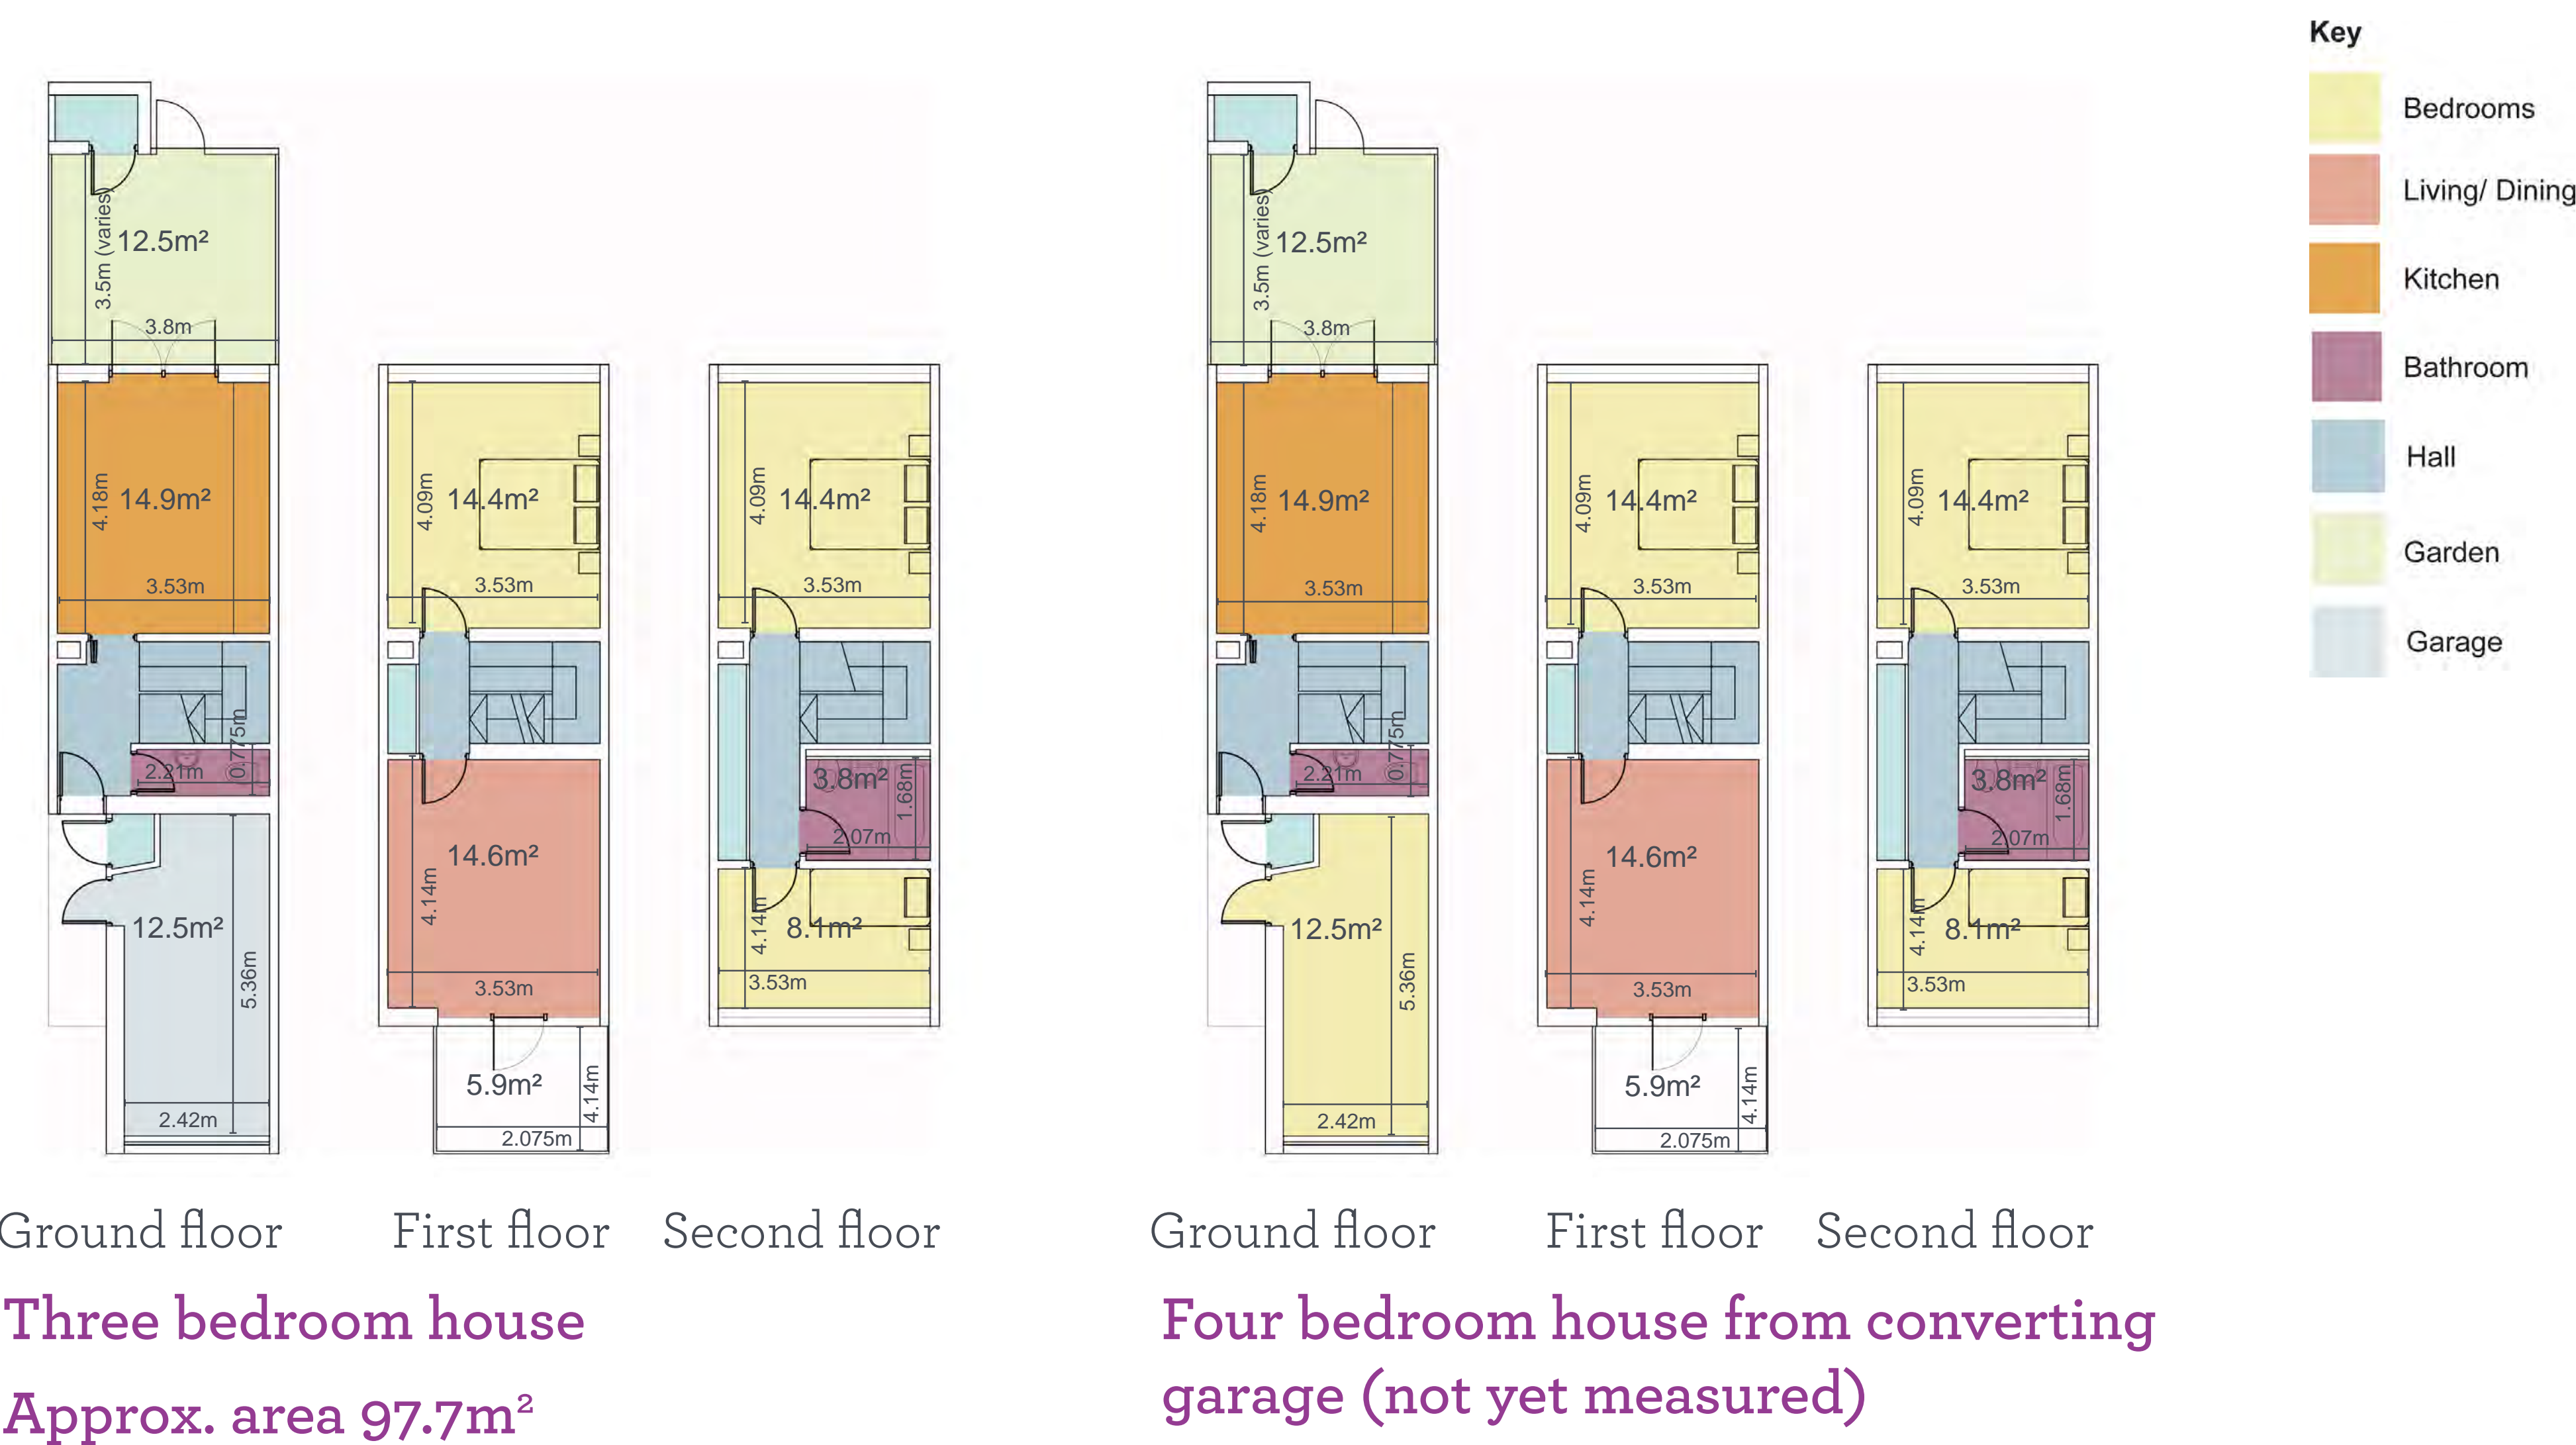 3.5m (varies)
12.5m²
3.8m
4.18m
14.9m²
3.53m
0.775m
2.21m
12.5m²
5.36m
2.42m
Ground floor
4.09m
14.4m²
3.53m
14.6m²
4.14m
3.53m
5.9m²
4.14m
2.075m
First floor
4.09m
14.4m²
3.53m
3.8m²
1.68m
2.07m
4.14m
8.1m²
3.53m
Second floor
Three bedroom house
Approx. area 97.7m²
3.5m (varies)
12.5m²
3.8m
4.18m
14.9m²
3.53m
0.775m
2.21m
12.5m²
5.36m
2.42m
Ground floor
4.09m
14.4m²
3.53m
14.6m²
4.14m
3.53m
5.9m²
4.14m
2.075m
First floor
4.09m
14.4m²
3.53m
3.8m²
1.68m
2.07m
4.14m
8.1m²
3.53m
Second floor
Four bedroom house from converting
garage (not yet measured)
Key
Bedrooms
Living/ Dining
Kitchen
Bathroom
Hall
Garden
Garage